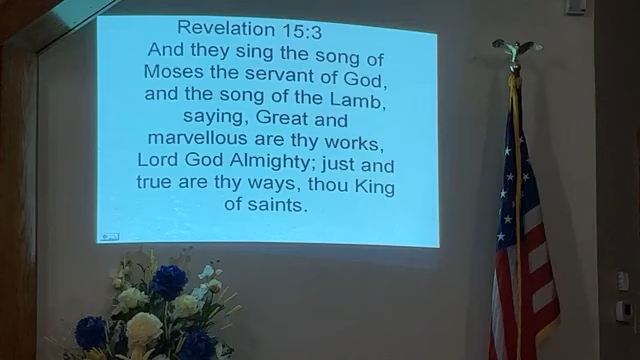 Revelation 15:3
And they sing the song of
Moses the servant of God,
and the song of the Lamb,
saying, Great and
marvellous are thy works,
Lord God Almighty; just and
true are thy ways, thou King
of saints.